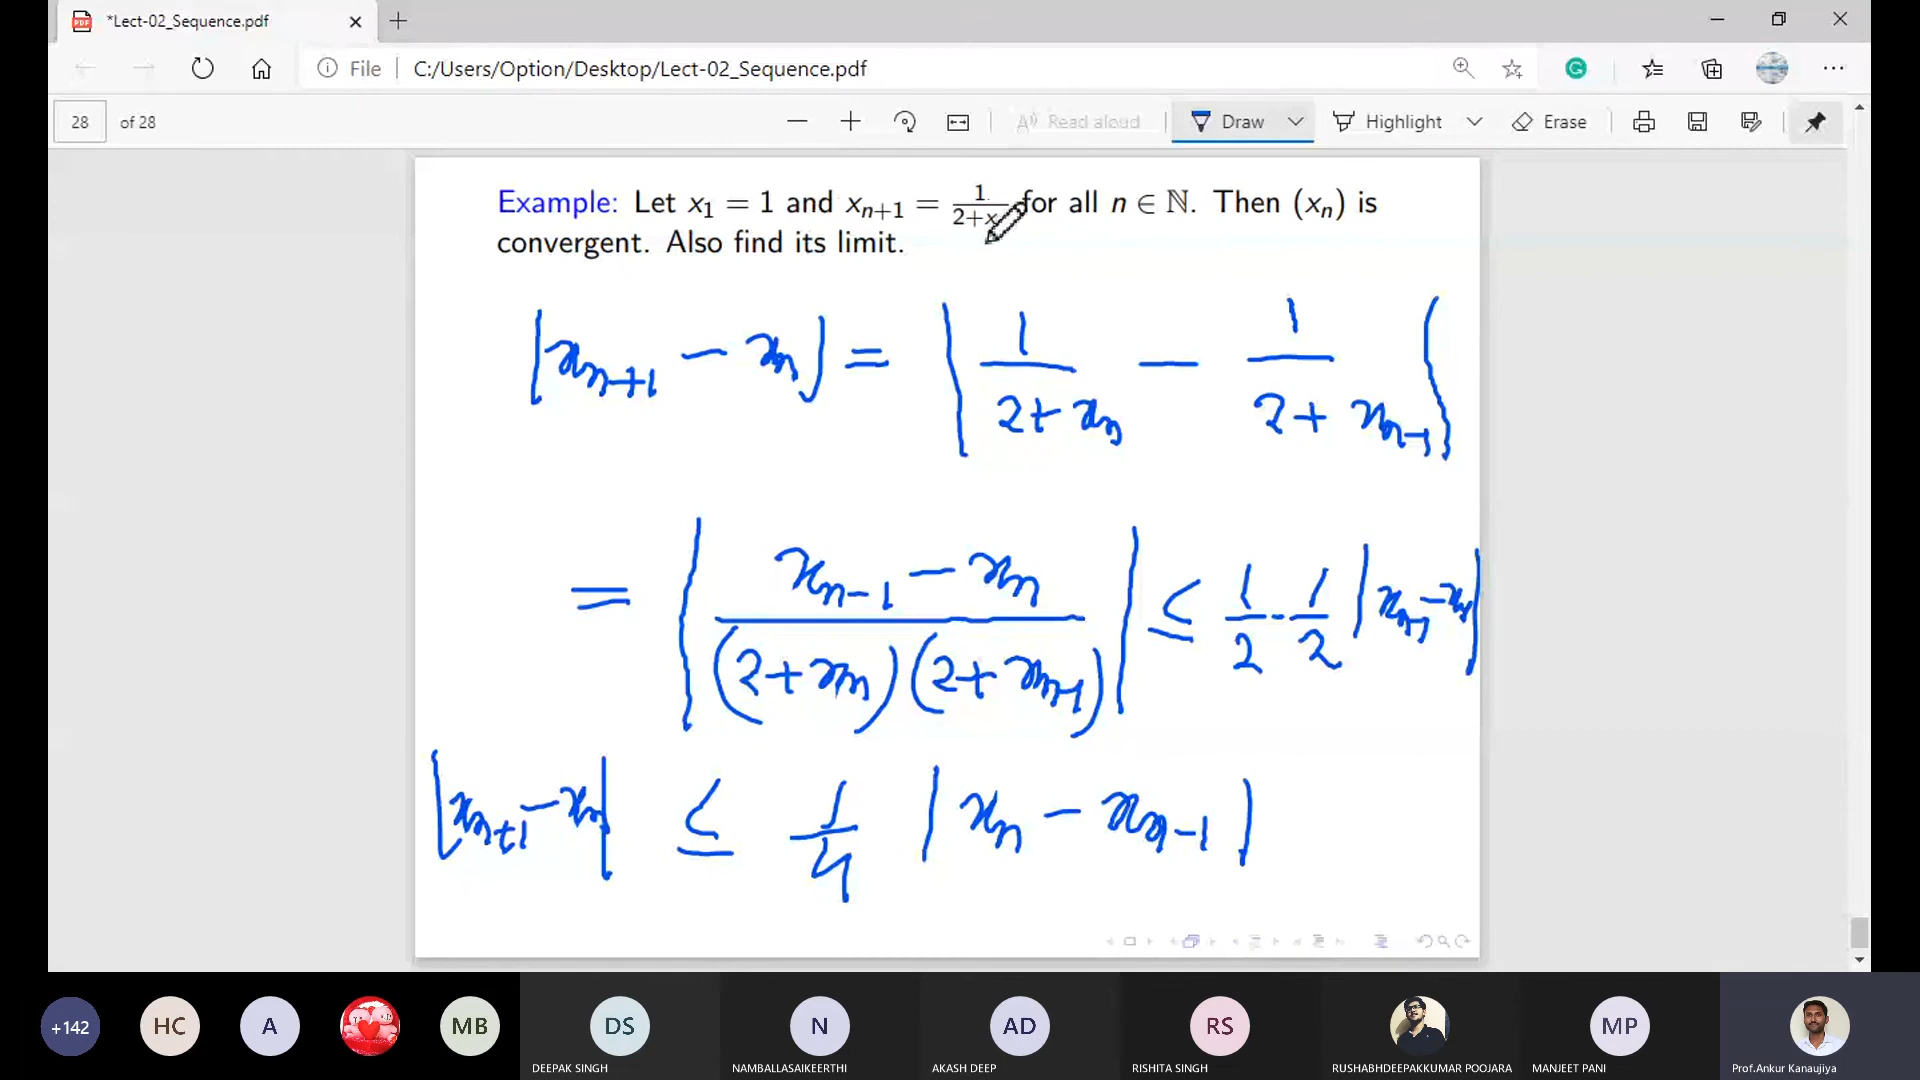 *Lect-02_Sequence.pdf
File C:/Users/Option/Desktop/Lect-02_Sequence.pdf
28 of 28 Read aloud Draw Highlight Erase
Example: Let x₁ = 1 and xₙ₊₁ = 1/(2+x for all n ∈ ℕ. Then (xₙ) is
convergent. Also find its limit.
|xₙ₊₁ − xₙ| = | 1/(2+xₙ) − 1/(2+xₙ₋₁) |
= | (xₙ₋₁ − xₙ)/((2+xₙ)(2+xₙ₋₁)) | ≤ 1/2 · 1/2 |xₙ₋₁ − xₙ|
|xₙ₊₁ − xₙ| ≤ 1/4 |xₙ − xₙ₋₁|
+142 HC A MB DS N AD RS MP
DEEPAK SINGH NAMBALLASAIKEERTHI AKASH DEEP RISHITA SINGH RUSHABHDEEPAKKUMAR POOJARA MANJEET PANI Prof.Ankur Kanaujiya